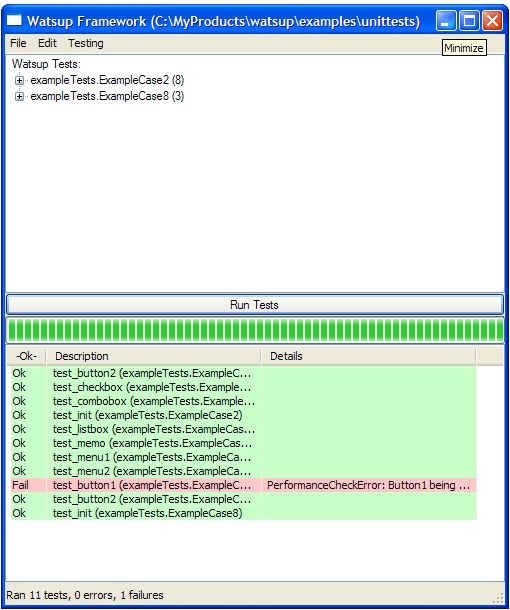 Watsup Framework (C:\MyProducts\watsup\examples\unittests)
File Edit Testing
Minimize
Watsup Tests:
exampleTests.ExampleCase2 (8)
exampleTests.ExampleCase8 (3)
Run Tests
-Ok- Description Details
Ok test_button2 (exampleTests.ExampleC...
Ok test_checkbox (exampleTests.Example...
Ok test_combobox (exampleTests.Example...
Ok test_init (exampleTests.ExampleCase2)
Ok test_listbox (exampleTests.ExampleCas...
Ok test_memo (exampleTests.ExampleCas...
Ok test_menu1 (exampleTests.ExampleCa...
Ok test_menu2 (exampleTests.ExampleCa...
Fail test_button1 (exampleTests.ExampleC... PerformanceCheckError: Button1 being ...
Ok test_button2 (exampleTests.ExampleC...
Ok test_init (exampleTests.ExampleCase8)
Ran 11 tests, 0 errors, 1 failures